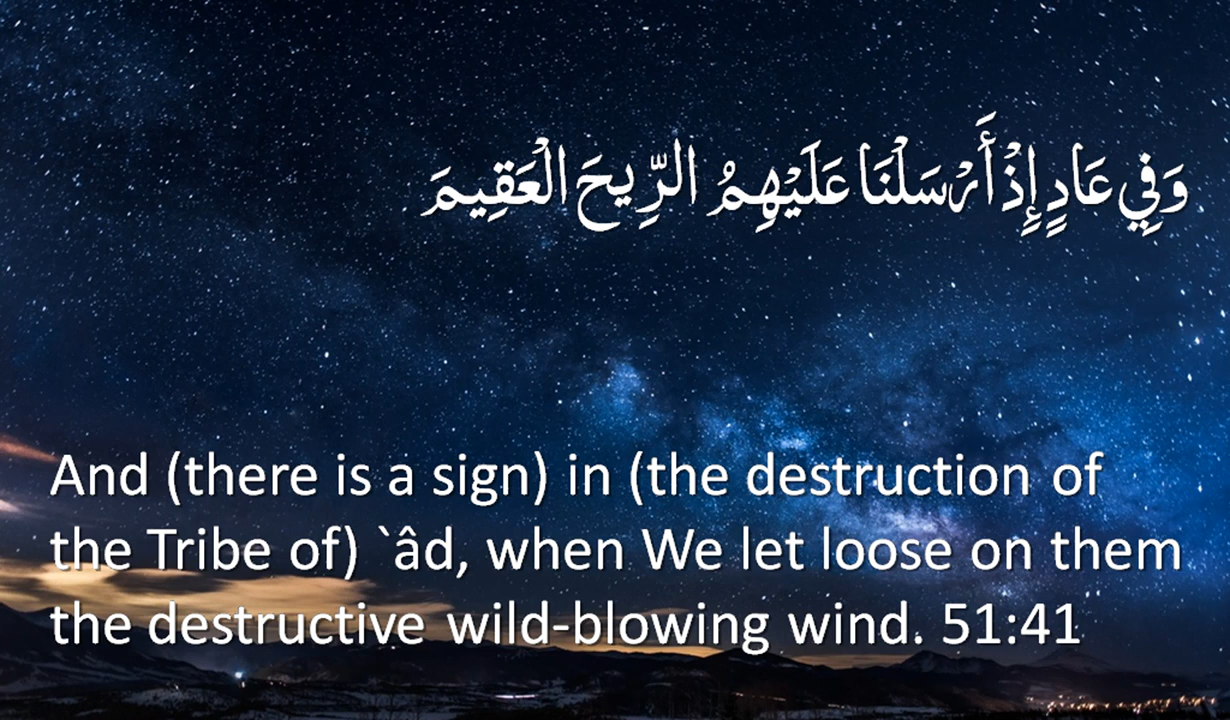 وَفِي عَادٍ إِذْ أَرْسَلْنَا عَلَيْهِمُ الرِّيحَ الْعَقِيمَ
And (there is a sign) in (the destruction of
the Tribe of) `âd, when We let loose on them
the destructive wild-blowing wind. 51:41